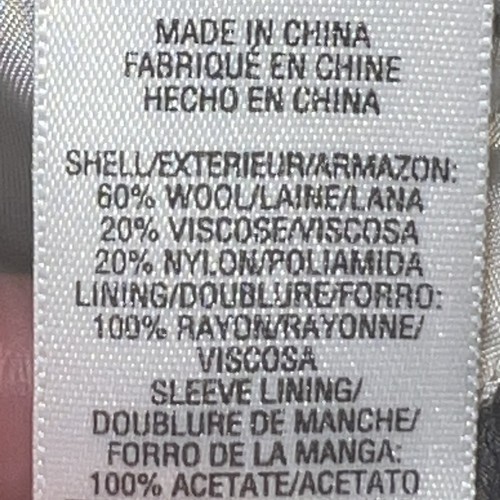 MADE IN CHINA
FABRIQUÉ EN CHINE
HECHO EN CHINA
SHELL/EXTERIEUR/ARMAZON:
60% WOOL/LAINE/LANA
20% VISCOSE/VISCOSA
20% NYLON/POLIAMIDA
LINING/DOUBLURE/FORRO:
100% RAYON/RAYONNE/
VISCOSA
SLEEVE LINING/
DOUBLURE DE MANCHE/
FORRO DE LA MANGA:
100% ACETATE/ACETATO